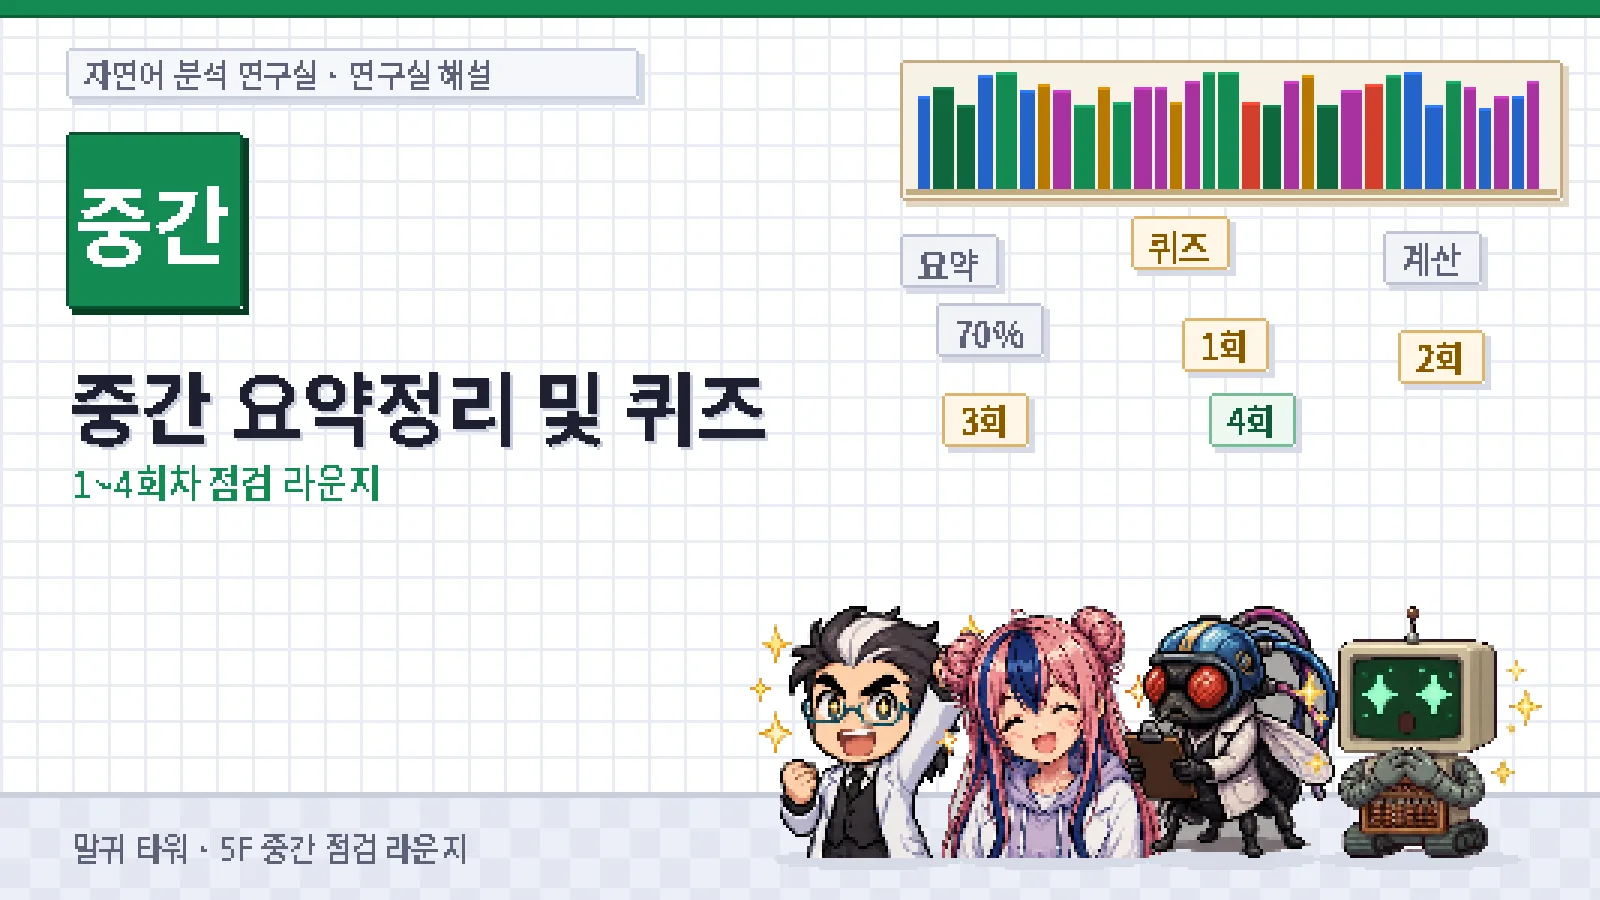 자연어 분석 연구실 · 연구실 해설
중간
중간 요약정리 및 퀴즈
1~4회차 점검 라운지
요약
퀴즈
계산
70%
1회
2회
3회
4회
말귀 타워 · 5F 중간 점검 라운지